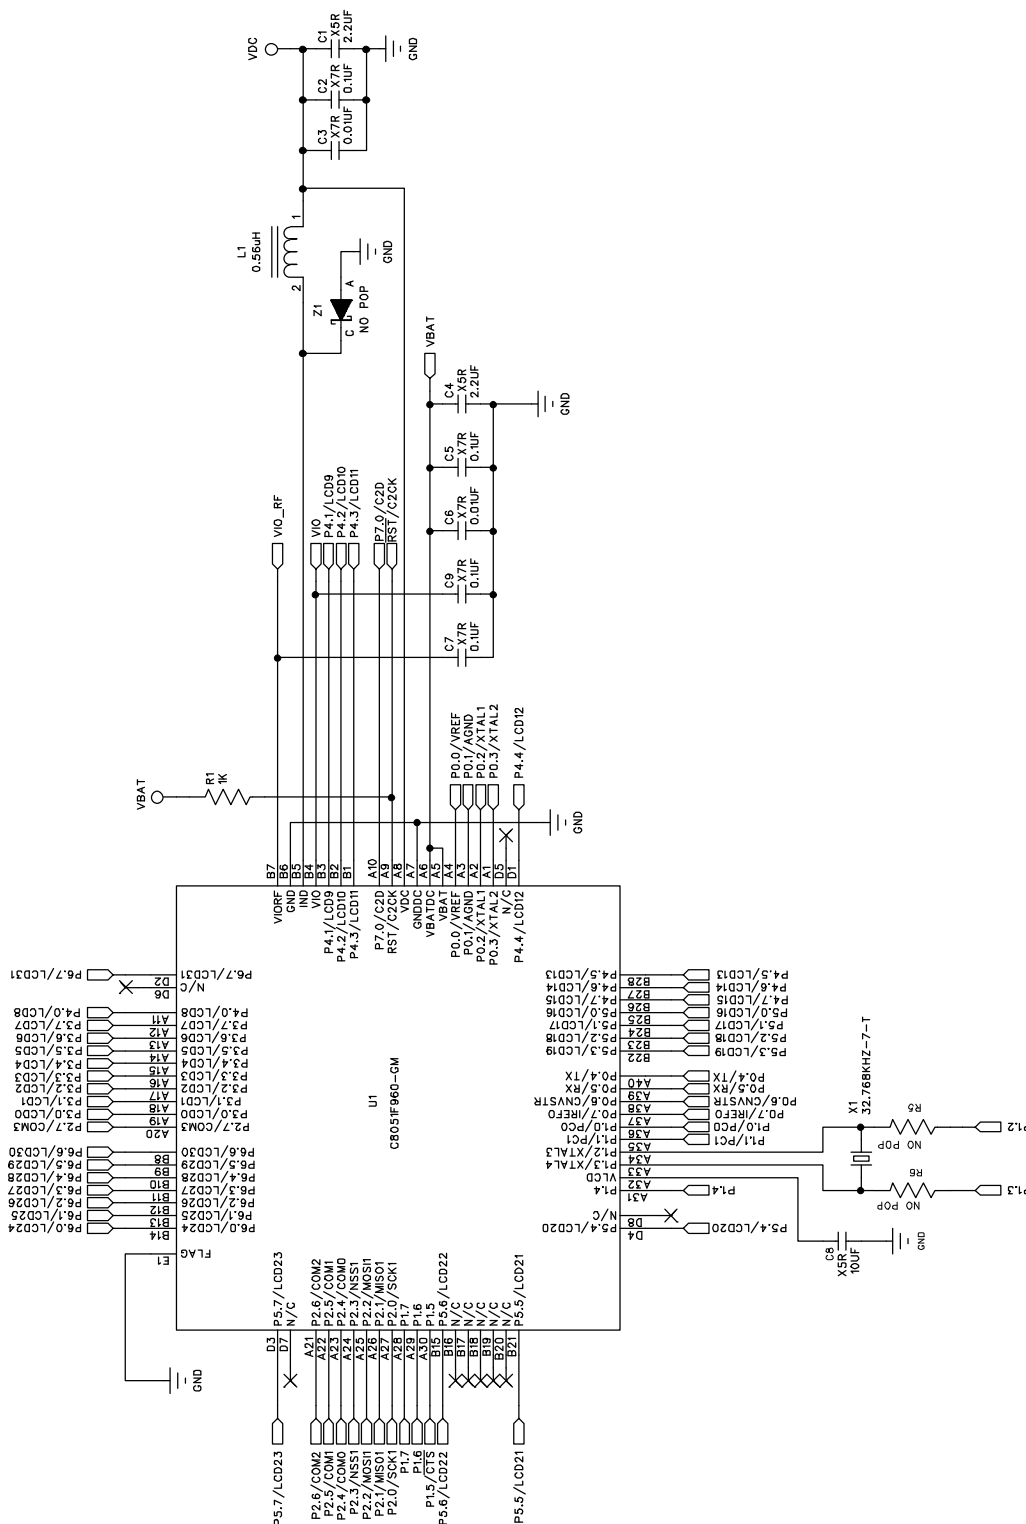 VDC
C1
X5R
2.2UF
GND
C2
X7R
0.1UF
C3
X7R
0.01UF
L1
0.56uH
1
2
Z1
A
C
NO POP
GND
VBAT
C4
X5R
2.2UF
GND
C5
X7R
0.1UF
C6
X7R
0.01UF
C9
X7R
0.1UF
C7
X7R
0.1UF
VIO_RF
VIO
P4.1/LCD9
P4.2/LCD10
P4.3/LCD11
P7.0/C2D
RST/C2CK
P0.0/VREF
P0.1/AGND
P0.2/XTAL1
P0.3/XTAL2
P4.4/LCD12
VBAT
R1
1K
GND
B7
B6
B5
B4
B3
B2
B1
A10
A9
A8
A7
A6
A5
A4
A3
A2
A1
D5
D1
VIORF
GND
IND
VIO
P4.1/LCD9
P4.2/LCD10
P4.3/LCD11
P7.0/C2D
RST/C2CK
VDC
GNDDC
VBATDC
VBAT
P0.0/VREF
P0.1/AGND
P0.2/XTAL1
P0.3/XTAL2
N/C
P4.4/LCD12
U1
C8051F960-GM
P6.7/LCD31 D2 P6.7/LCD31
D6 N/C
P4.0/LCD8 A11 P4.0/LCD8
P3.7/LCD7 A12 P3.7/LCD7
P3.6/LCD6 A13 P3.6/LCD6
P3.5/LCD5 A14 P3.5/LCD5
P3.4/LCD4 A15 P3.4/LCD4
P3.3/LCD3 A16 P3.3/LCD3
P3.2/LCD2 A17 P3.2/LCD2
P3.1/LCD1 A18 P3.1/LCD1
P3.0/LCD0 A19 P3.0/LCD0
P2.7/COM3 A20 P2.7/COM3
P6.6/LCD30 B8 P6.6/LCD30
P6.5/LCD29 B9 P6.5/LCD29
P6.4/LCD28 B10 P6.4/LCD28
P6.3/LCD27 B11 P6.3/LCD27
P6.2/LCD26 B12 P6.2/LCD26
P6.1/LCD25 B13 P6.1/LCD25
P6.0/LCD24 B14 P6.0/LCD24
E1 FLAG
GND
P4.5/LCD13 B28 P4.5/LCD13
P4.6/LCD14 B27 P4.6/LCD14
P4.7/LCD15 B26 P4.7/LCD15
P5.0/LCD16 B25 P5.0/LCD16
P5.1/LCD17 B24 P5.1/LCD17
P5.2/LCD18 B23 P5.2/LCD18
P5.3/LCD19 B22 P5.3/LCD19
P0.4/TX A40 P0.4/TX
P0.5/RX A39 P0.5/RX
P0.6/CNVSTR A38 P0.6/CNVSTR
P0.7/IREF0 A37 P0.7/IREF0
P1.0/PC0 A36 P1.0/PC0
P1.1/PC1 A35 P1.1/PC1
P1.2/XTAL3 A34
P1.3/XTAL4 A33
VLCD A32
P1.4 A31 P1.4
N/C D8
P5.4/LCD20 D4 P5.4/LCD20
X1
32.768KHZ-7-T
R5
NO POP
P1.2
R6
NO POP
P1.3
C8
X5R
10UF
GND
P5.7/LCD23
N/C
P2.6/COM2
P2.5/COM1
P2.4/COM0
P2.3/NSS1
P2.2/MOSI1
P2.1/MISO1
P2.0/SCK1
P1.7
P1.6
P1.5
P5.6/LCD22
N/C
N/C
N/C
N/C
N/C
P5.5/LCD21
D3
D7
A21
A22
A23
A24
A25
A26
A27
A28
A29
A30
B15
B16
B17
B18
B19
B20
B21
P5.7/LCD23
P2.6/COM2
P2.5/COM1
P2.4/COM0
P2.3/NSS1
P2.2/MOSI1
P2.1/MISO1
P2.0/SCK1
P1.7
P1.6
P1.5/CTS
P5.6/LCD22
P5.5/LCD21